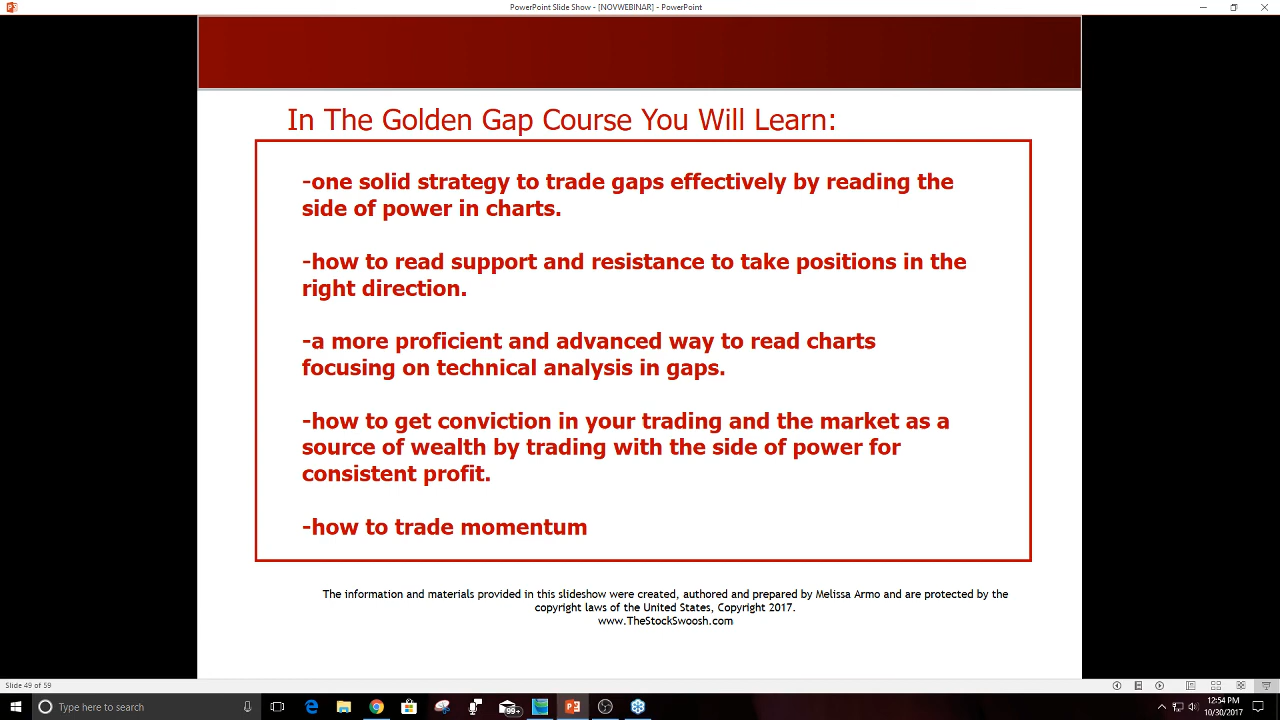 PowerPoint Slide Show - [NOVWEBINAR] - PowerPoint
In The Golden Gap Course You Will Learn:
-one solid strategy to trade gaps effectively by reading the
side of power in charts.
-how to read support and resistance to take positions in the
right direction.
-a more proficient and advanced way to read charts
focusing on technical analysis in gaps.
-how to get conviction in your trading and the market as a
source of wealth by trading with the side of power for
consistent profit.
-how to trade momentum
The information and materials provided in this slideshow were created, authored and prepared by Melissa Armo and are protected by the
copyright laws of the United States, Copyright 2017.
www.TheStockSwoosh.com
Slide 49 of 59
Type here to search
99+
12:54 PM
10/30/2017